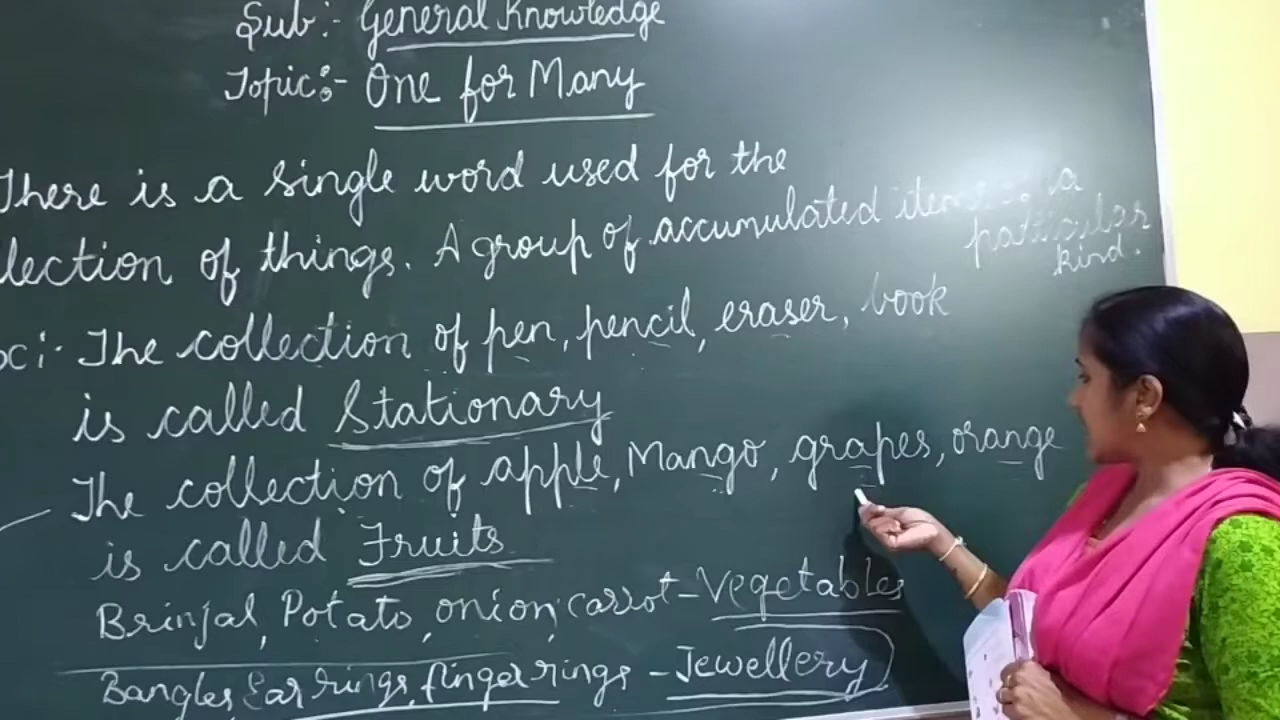 Sub:- General Knowledge
Topic:- One for Many
There is a single word used for the
llection of things. A group of accumulated items of a
particular
kind.
Ex:- The collection of pen, pencil, eraser, book
is called Stationary
The collection of apple, Mango, grapes, orange
is called Fruits
Brinjal, Potato, onion, carrot - Vegetables
Bangles, Ear rings, finger rings - Jewellery